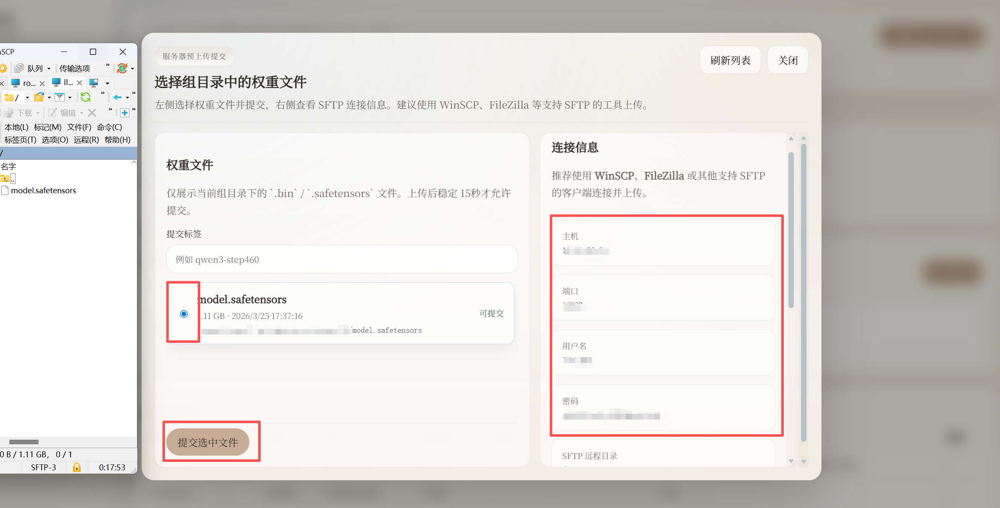 nSCP
队列
传输选项
ro...
ll...
/
下载
编辑
本地(L) 标记(M) 文件(F) 命令(C)
标签页(T) 选项(O) 远程(R) 帮助(H)
/
名字
..
model.safetensors
0 B / 1.11 GB, 0 / 1
SFTP-3
0:17:53
服务器预上传提交
刷新列表
关闭
选择组目录中的权重文件
左侧选择权重文件并提交，右侧查看 SFTP 连接信息。建议使用 WinSCP、FileZilla 等支持 SFTP 的工具上传。
权重文件
仅展示当前组目录下的 `.bin` / `.safetensors` 文件。上传后稳定 15秒才允许
提交。
提交标签
例如 qwen3-step460
model.safetensors
1.11 GB · 2026/3/25 17:37:16
/model.safetensors
可提交
提交选中文件
连接信息
推荐使用 WinSCP、FileZilla 或其他支持 SFTP
的客户端连接并上传。
主机
端口
用户名
密码
SFTP 远程目录